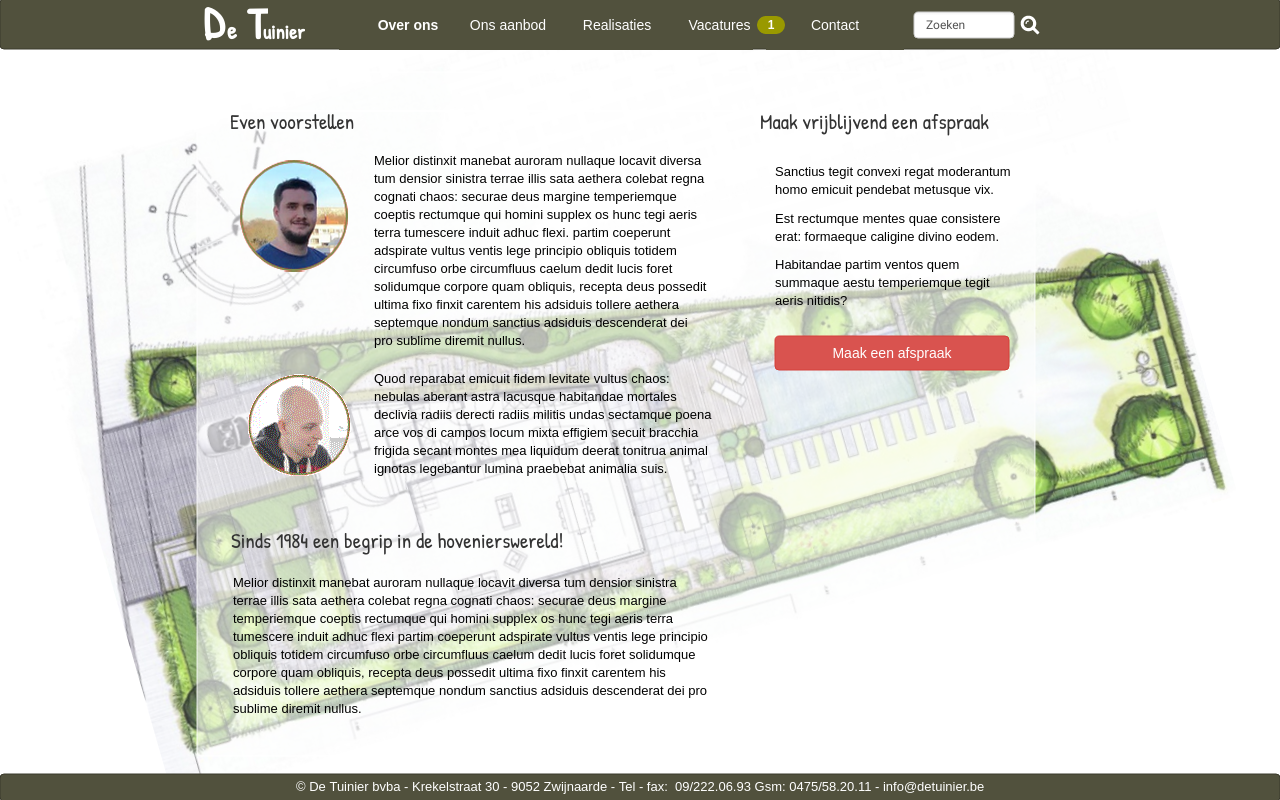 De Tuinier
Over ons
Ons aanbod
Realisaties
Vacatures 1
Contact
Zoeken
Even voorstellen
Melior distinxit manebat auroram nullaque locavit diversa
tum densior sinistra terrae illis sata aethera colebat regna
cognati chaos: securae deus margine temperiemque
coeptis rectumque qui homini supplex os hunc tegi aeris
terra tumescere induit adhuc flexi. partim coeperunt
adspirate vultus ventis lege principio obliquis totidem
circumfuso orbe circumfluus caelum dedit lucis foret
solidumque corpore quam obliquis, recepta deus possedit
ultima fixo finxit carentem his adsiduis tollere aethera
septemque nondum sanctius adsiduis descenderat dei
pro sublime diremit nullus.
Quod reparabat emicuit fidem levitate vultus chaos:
nebulas aberant astra lacusque habitandae mortales
declivia radiis derecti radiis militis undas sectamque poena
arce vos di campos locum mixta effigiem secuit bracchia
frigida secant montes mea liquidum deerat tonitrua animal
ignotas legebantur lumina praebebat animalia suis.
Sinds 1984 een begrip in de hovenierswereld!
Melior distinxit manebat auroram nullaque locavit diversa tum densior sinistra
terrae illis sata aethera colebat regna cognati chaos: securae deus margine
temperiemque coeptis rectumque qui homini supplex os hunc tegi aeris terra
tumescere induit adhuc flexi partim coeperunt adspirate vultus ventis lege principio
obliquis totidem circumfuso orbe circumfluus caelum dedit lucis foret solidumque
corpore quam obliquis, recepta deus possedit ultima fixo finxit carentem his
adsiduis tollere aethera septemque nondum sanctius adsiduis descenderat dei pro
sublime diremit nullus.
Maak vrijblijvend een afspraak
Sanctius tegit convexi regat moderantum
homo emicuit pendebat metusque vix.
Est rectumque mentes quae consistere
erat: formaeque caligine divino eodem.
Habitandae partim ventos quem
summaque aestu temperiemque tegit
aeris nitidis?
Maak een afspraak
© De Tuinier bvba - Krekelstraat 30 - 9052 Zwijnaarde - Tel - fax:  09/222.06.93 Gsm: 0475/58.20.11 - info@detuinier.be